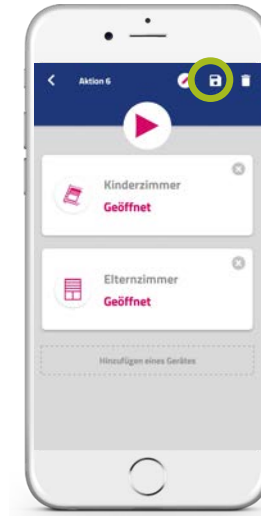 Aktion 6
Kinderzimmer
Geöffnet
Elternzimmer
Geöffnet
Hinzufügen eines Gerätes